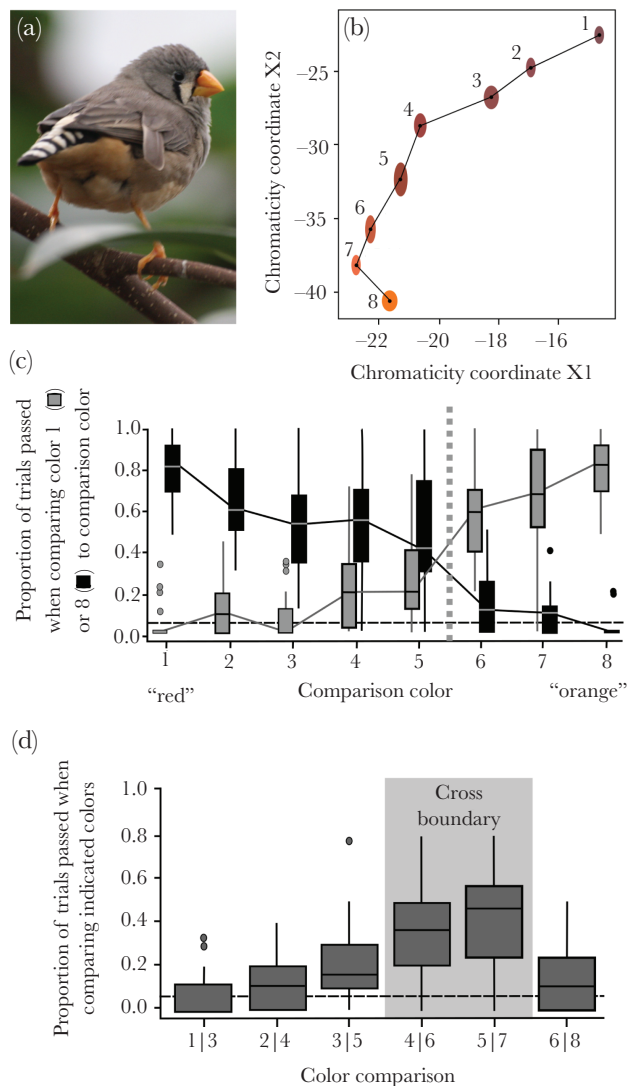 (a)
(b)
Chromaticity coordinate X2
−25
−30
−35
−40
1
2
3
4
5
6
7
8
−22
−20
−18
−16
Chromaticity coordinate X1
(c)
Proportion of trials passed
when comparing color 1 ( )
or 8 ( ) to comparison color
1.0
0.8
0.6
0.4
0.2
0.0
1
2
3
4
5
6
7
8
“red”
Comparison color
“orange”
(d)
Proportion of trials passed when
comparing indicated colors
1.0
0.8
0.6
0.4
0.2
0.0
Cross
boundary
1|3
2|4
3|5
4|6
5|7
6|8
Color comparison